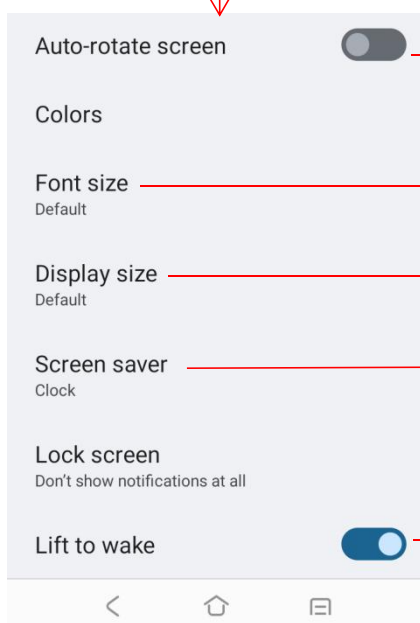 Auto-rotate screen
Colors
Font size
Default
Display size
Default
Screen saver
Clock
Lock screen
Don't show notifications at all
Lift to wake